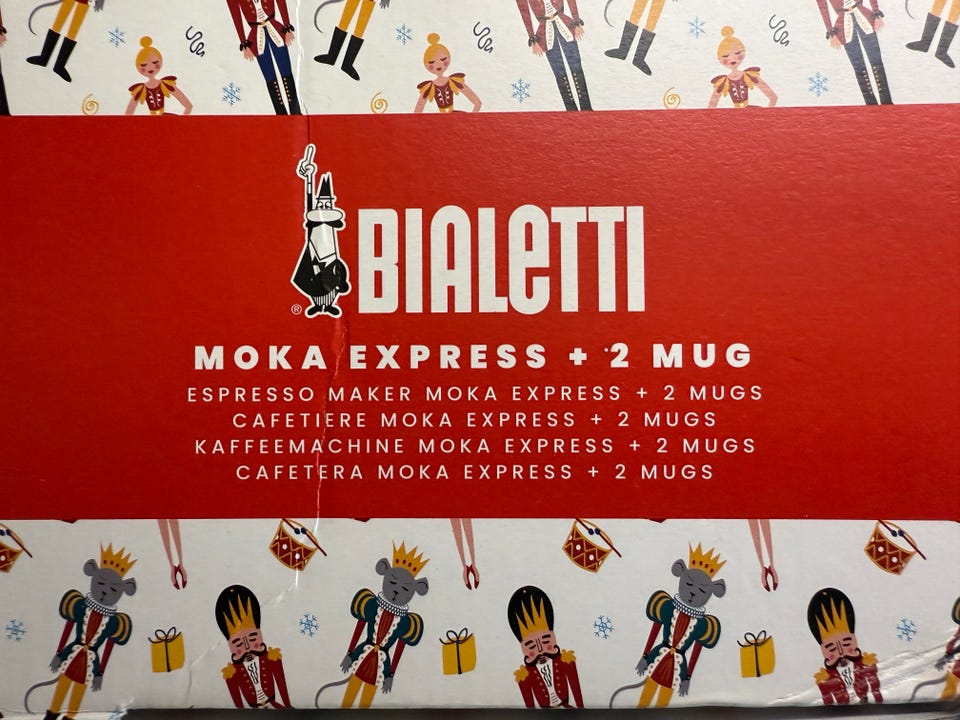 BIALETTI
®
MOKA EXPRESS + 2 MUG
ESPRESSO MAKER MOKA EXPRESS + 2 MUGS
CAFETIERE MOKA EXPRESS + 2 MUGS
KAFFEEMACHINE MOKA EXPRESS + 2 MUGS
CAFETERA MOKA EXPRESS + 2 MUGS